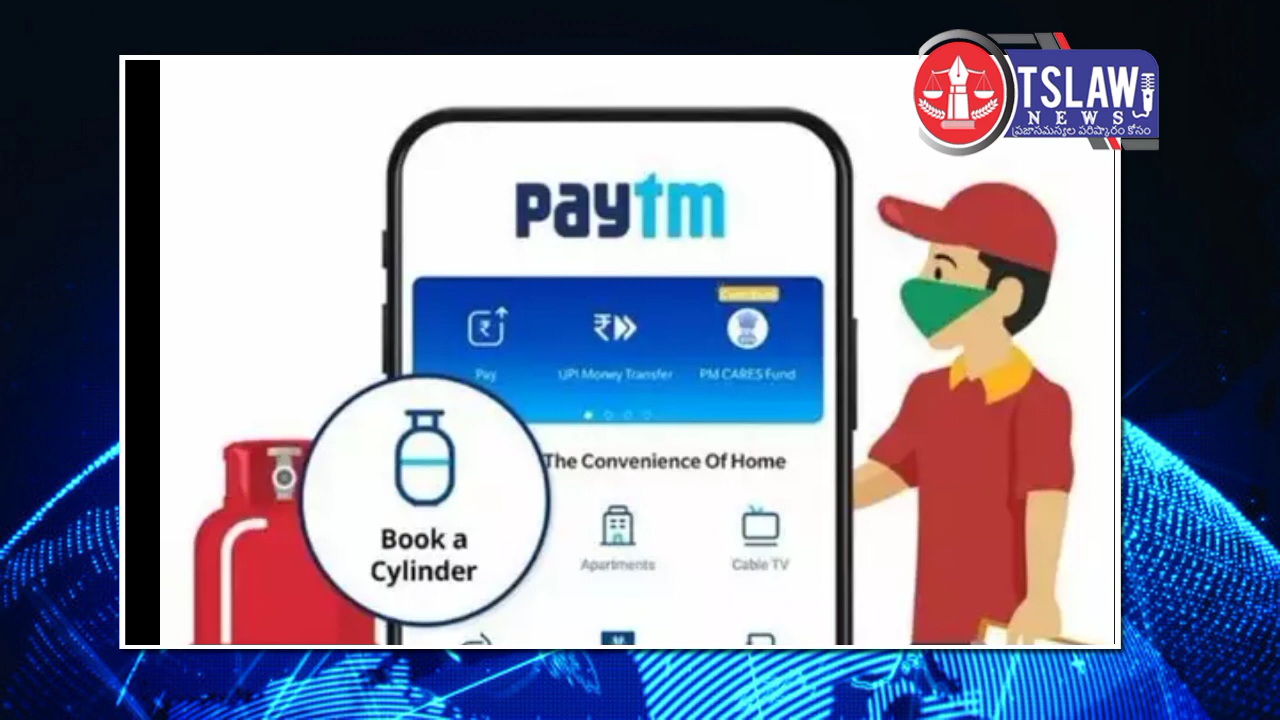 TSLAW
NEWS
ప్రజాసమస్యల పరిష్కారం కోసం
paytm
Pay
UPI Money Transfer
PM CARES Fund
The Convenience Of Home
Book a
Cylinder
Apartments
Cable TV